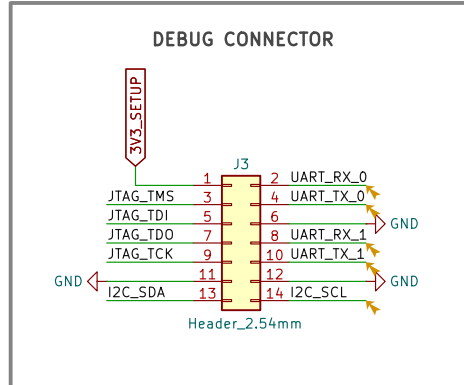 DEBUG CONNECTOR
3V3_SETUP
J3
1 2 UART_RX_0
JTAG_TMS 3 4 UART_TX_0
JTAG_TDI 5 6 GND
JTAG_TDO 7 8 UART_RX_1
JTAG_TCK 9 10 UART_TX_1
GND 11 12 GND
I2C_SDA 13 14 I2C_SCL
Header_2.54mm